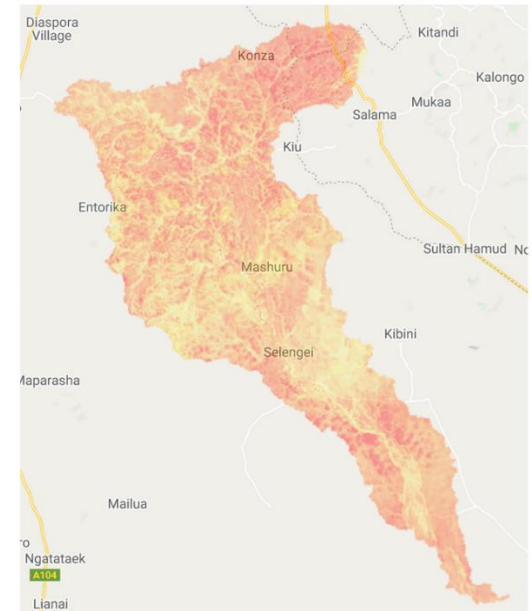 Diaspora
Village
Kitandi
Konza
Kalongo
Mukaa
Salama
Kiu
Entorika
Sultan Hamud
Mashuru
Kibini
Selengei
Maparasha
Mailua
Ngatataek
A104
Lianai